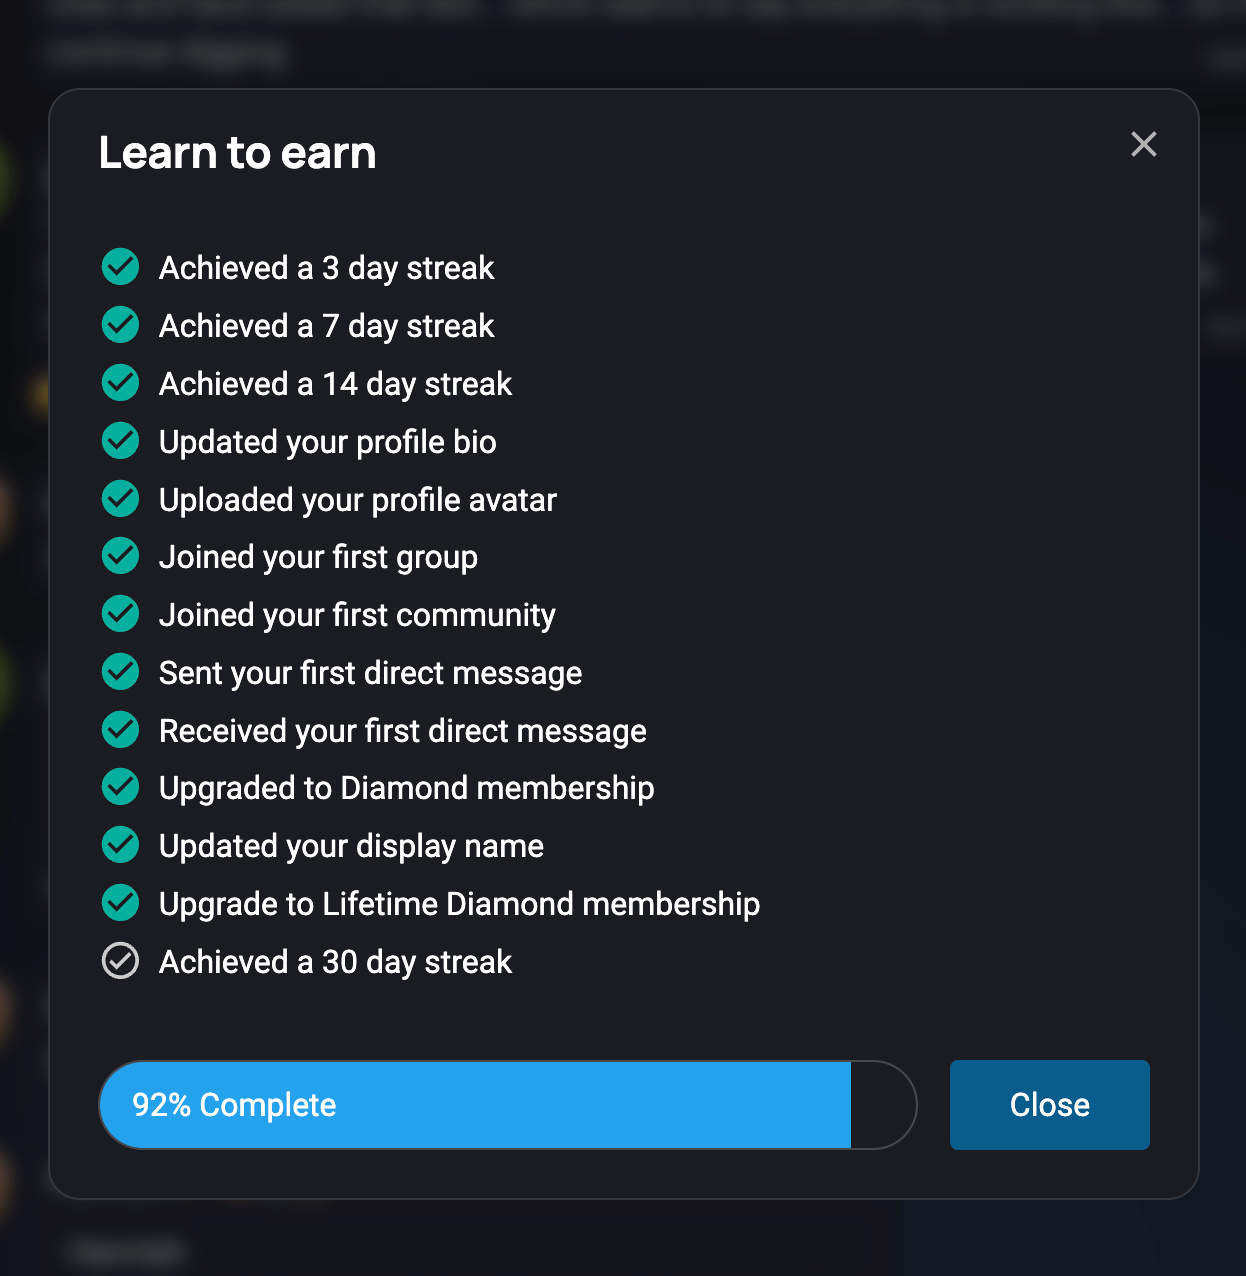 continue digging
Learn to earn
Achieved a 3 day streak
Achieved a 7 day streak
Achieved a 14 day streak
Updated your profile bio
Uploaded your profile avatar
Joined your first group
Joined your first community
Sent your first direct message
Received your first direct message
Upgraded to Diamond membership
Updated your display name
Upgrade to Lifetime Diamond membership
Achieved a 30 day streak
92% Complete
Close